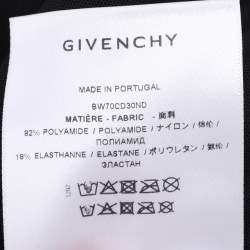 GIVENCHY
MADE IN PORTUGAL
BW70CD30ND
MATIÈRE - FABRIC - 面料
82% POLYAMIDE / POLYAMIDE / ナイロン / 锦纶 /
ПОЛИАМИД
18% ELASTHANNE / ELASTANE / ポリウレタン / 氨纶 /
ЭЛАСТАН